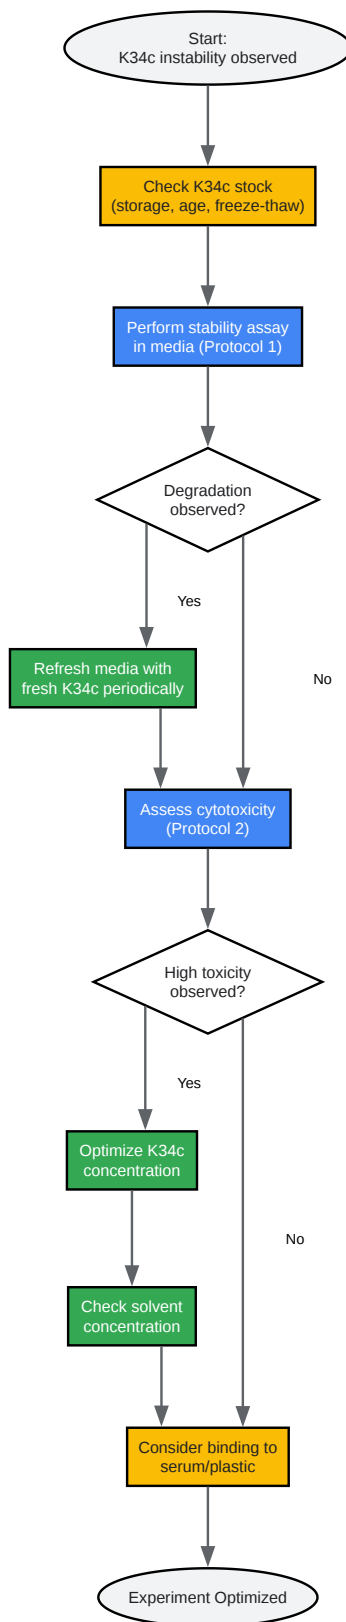 Start:
K34c instability observed
Check K34c stock
(storage, age, freeze-thaw)
Perform stability assay
in media (Protocol 1)
Degradation
observed?
Yes
Refresh media with
fresh K34c periodically
No
Assess cytotoxicity
(Protocol 2)
High toxicity
observed?
Yes
Optimize K34c
concentration
No
Check solvent
concentration
Consider binding to
serum/plastic
Experiment Optimized